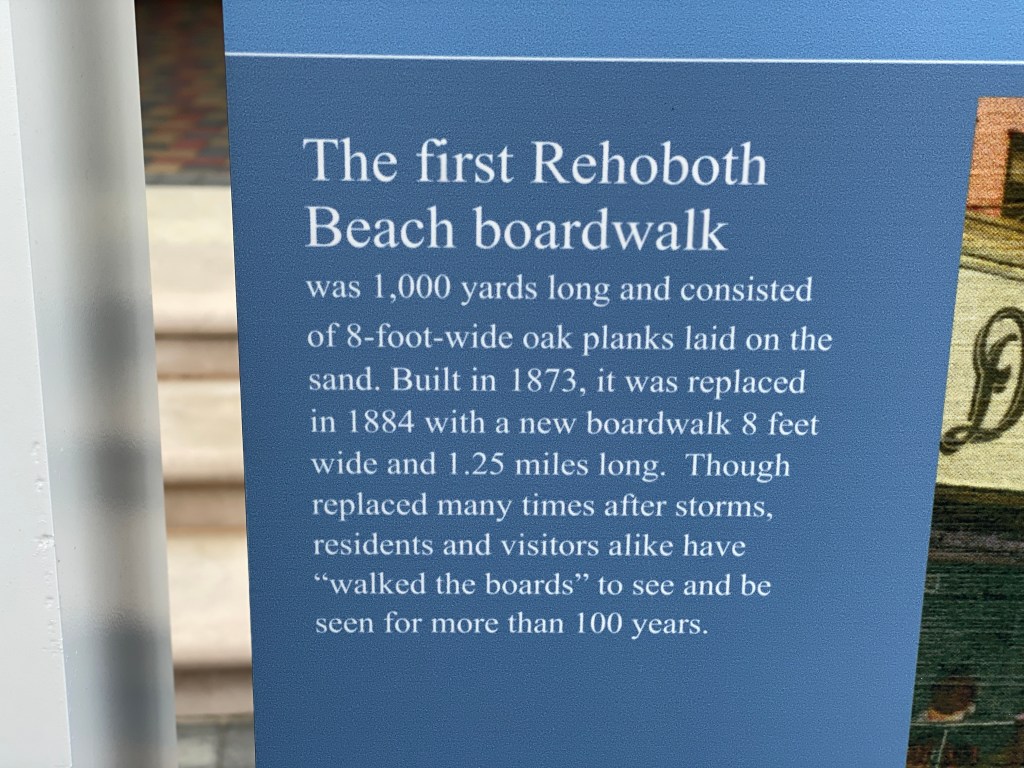 The first Rehoboth
Beach boardwalk
was 1,000 yards long and consisted
of 8-foot-wide oak planks laid on the
sand. Built in 1873, it was replaced
in 1884 with a new boardwalk 8 feet
wide and 1.25 miles long.  Though
replaced many times after storms,
residents and visitors alike have
“walked the boards” to see and be
seen for more than 100 years.